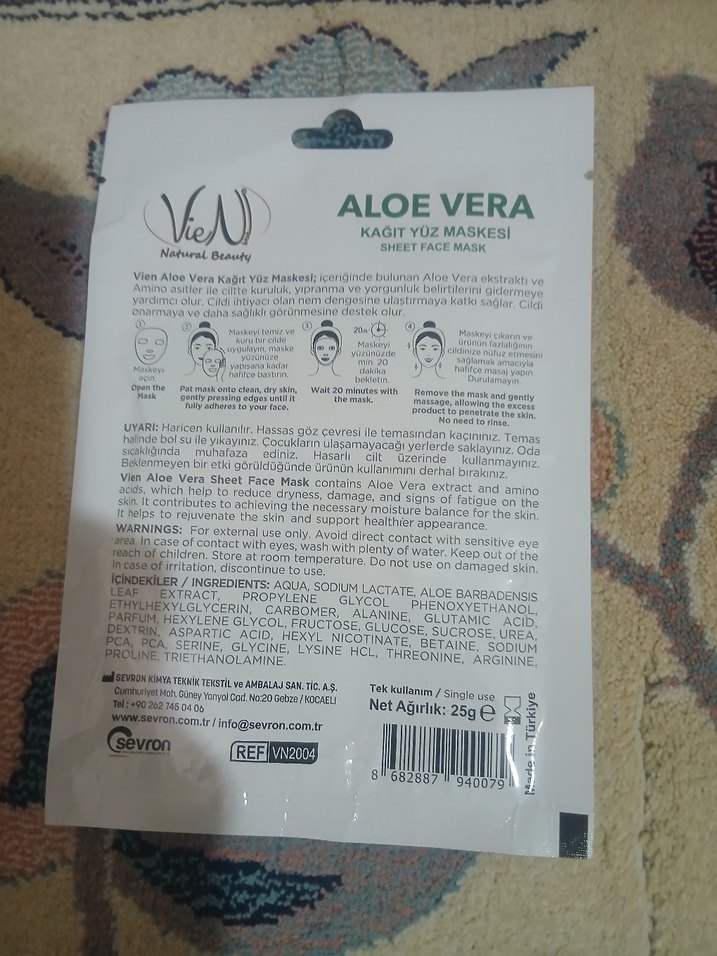 VieN
Natural Beauty
ALOE VERA
KAĞIT YÜZ MASKESİ
SHEET FACE MASK
Vien Aloe Vera Kağıt Yüz Maskesi; içeriğinde bulunan Aloe Vera ekstraktı ve
Amino asitler ile ciltte kuruluk, yıpranma ve yorgunluk belirtilerini gidermeye
yardımcı olur. Cildi ihtiyacı olan nem dengesine ulaştırmaya katkı sağlar. Cildi
onarmaya ve daha sağlıklı görünmesine destek olur.
1
Maskeyi
açın.
Open the
Mask
2
Maskeyi temiz ve
kuru bir cilde
uygulayın, maske
yüzünüze
yapışana kadar
hafifçe bastırın.
Pat mask onto clean, dry skin,
gently pressing edges until it
fully adheres to your face.
3
20
Maskeyi
yüzünüzde
min. 20
dakika
bekletin.
Wait 20 minutes with
the mask.
4
Maskeyi çıkarın ve
ürünün fazlalığının
cildinize nüfuz etmesini
sağlamak amacıyla
hafifçe masaj yapın.
Durulamayın.
Remove the mask and gently
massage, allowing the excess
product to penetrate the skin.
No need to rinse.
UYARI: Haricen kullanılır. Hassas göz çevresi ile temasından kaçınınız. Temas
halinde bol su ile yıkayınız. Çocukların ulaşamayacağı yerlerde saklayınız. Oda
sıcaklığında muhafaza ediniz. Hasarlı cilt üzerinde kullanmayınız.
Beklenmeyen bir etki görüldüğünde ürünün kullanımını derhal bırakınız.
Vien Aloe Vera Sheet Face Mask contains Aloe Vera extract and amino
acids, which help to reduce dryness, damage, and signs of fatigue on the
skin. It contributes to achieving the necessary moisture balance for the skin.
It helps to rejuvenate the skin and support healthier appearance.
WARNINGS: For external use only. Avoid direct contact with sensitive eye
area. In case of contact with eyes, wash with plenty of water. Keep out of the
reach of children. Store at room temperature. Do not use on damaged skin.
In case of irritation, discontinue to use.
İÇİNDEKİLER / INGREDIENTS: AQUA, SODIUM LACTATE, ALOE BARBADENSIS
LEAF EXTRACT, PROPYLENE GLYCOL PHENOXYETHANOL,
ETHYLHEXYLGLYCERIN, CARBOMER, ALANINE, GLUTAMIC ACID,
PARFUM, HEXYLENE GLYCOL, FRUCTOSE, GLUCOSE, SUCROSE, UREA,
DEXTRIN, ASPARTIC ACID, HEXYL NICOTINATE, BETAINE, SODIUM
PCA, PCA, SERINE, GLYCINE, LYSINE HCL, THREONINE, ARGININE,
PROLINE, TRIETHANOLAMINE.
SEVRON KİMYA TEKNİK TEKSTİL ve AMBALAJ SAN. TİC. A.Ş.
Cumhuriyet Mah. Güney Yanyol Cad. No:20 Gebze / KOCAELİ
Tel : +90 262 745 04 06
www.sevron.com.tr / info@sevron.com.tr
sevron
REF VN2004
Tek kullanım / Single use
Net Ağırlık: 25g e
8 682887 940079
Made in Türkiye